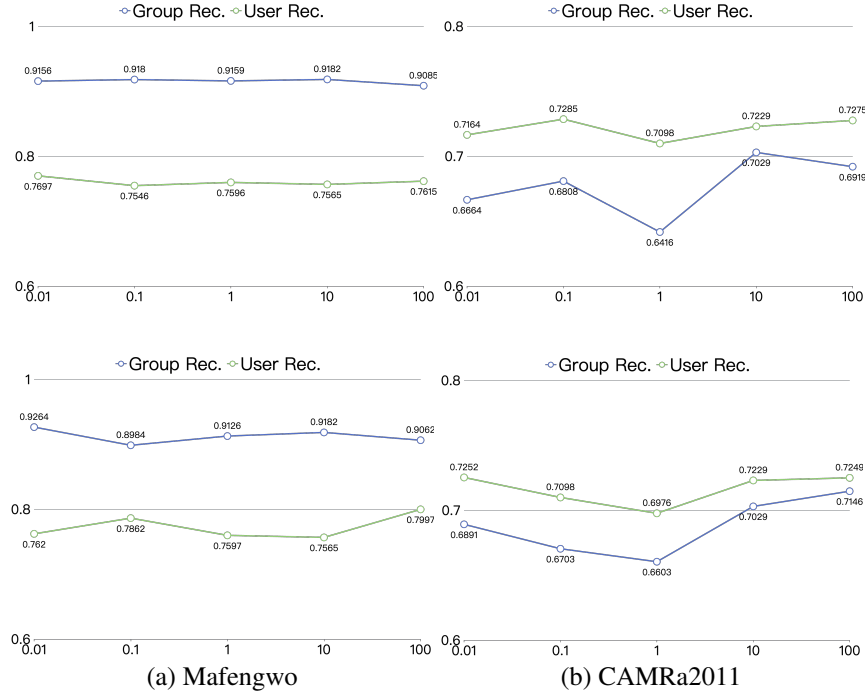 Group Rec. User Rec.
1
0.9156 0.918 0.9159 0.9182 0.9085
0.8
0.7697 0.7546 0.7596 0.7565 0.7615
0.6
0.01 0.1 1 10 100
Group Rec. User Rec.
0.8
0.7164 0.7285 0.7098 0.7229 0.7275
0.7
0.6664 0.6808 0.6416 0.7029 0.6919
0.6
0.01 0.1 1 10 100
Group Rec. User Rec.
1
0.9264 0.8984 0.9126 0.9182 0.9062
0.8
0.762 0.7862 0.7597 0.7565 0.7997
0.6
0.01 0.1 1 10 100
Group Rec. User Rec.
0.8
0.7252 0.7098 0.6976 0.7229 0.7249
0.7
0.6891 0.6703 0.6603 0.7029 0.7146
0.6
0.01 0.1 1 10 100
(a) Mafengwo
(b) CAMRa2011